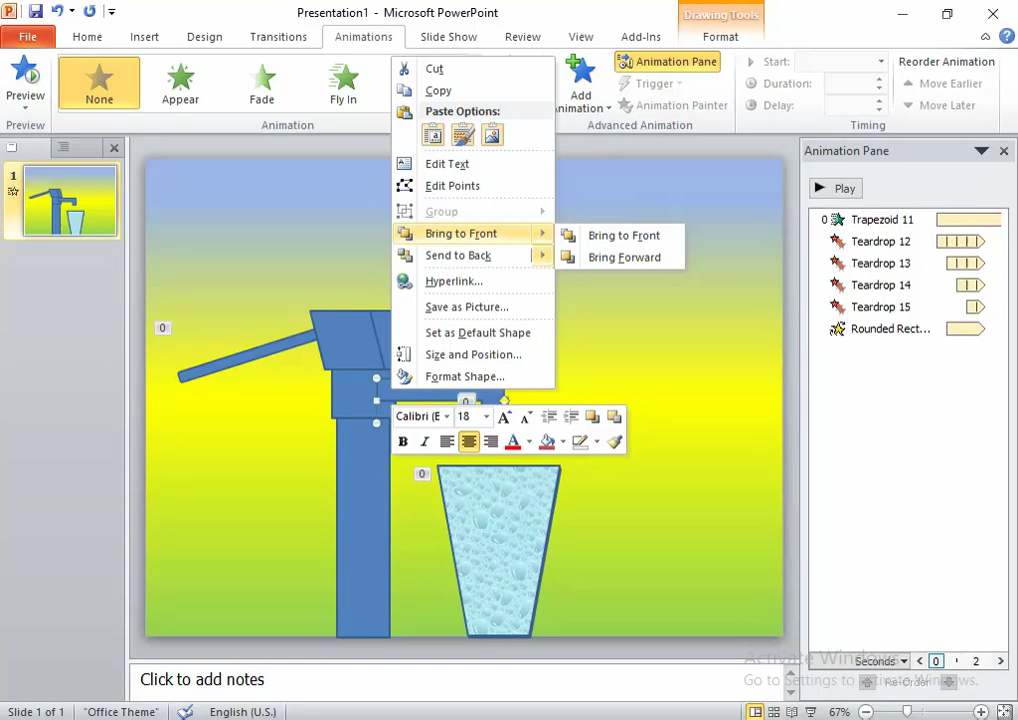 Presentation1 - Microsoft PowerPoint
Drawing Tools
File Home Insert Design Transitions Animations Slide Show Review View Add-Ins Format
Preview
Preview
None
Appear
Fade
Fly In
Animation
Add
Animation
Animation Pane
Trigger
Animation Painter
Advanced Animation
Start:
Duration:
Delay:
Timing
Reorder Animation
Move Earlier
Move Later
1
Cut
Copy
Paste Options:
Edit Text
Edit Points
Group
Bring to Front
Send to Back
Hyperlink...
Save as Picture...
Set as Default Shape
Size and Position...
Format Shape...
Bring to Front
Bring Forward
Calibri (E 18 A A
B I A
0
0
0
Animation Pane
Play
0 Trapezoid 11
Teardrop 12
Teardrop 13
Teardrop 14
Teardrop 15
Rounded Rect...
Seconds 0 2
Re-Order
Activate Windows
Go to Settings to activate Windows.
Click to add notes
Slide 1 of 1 "Office Theme" English (U.S.) 67%